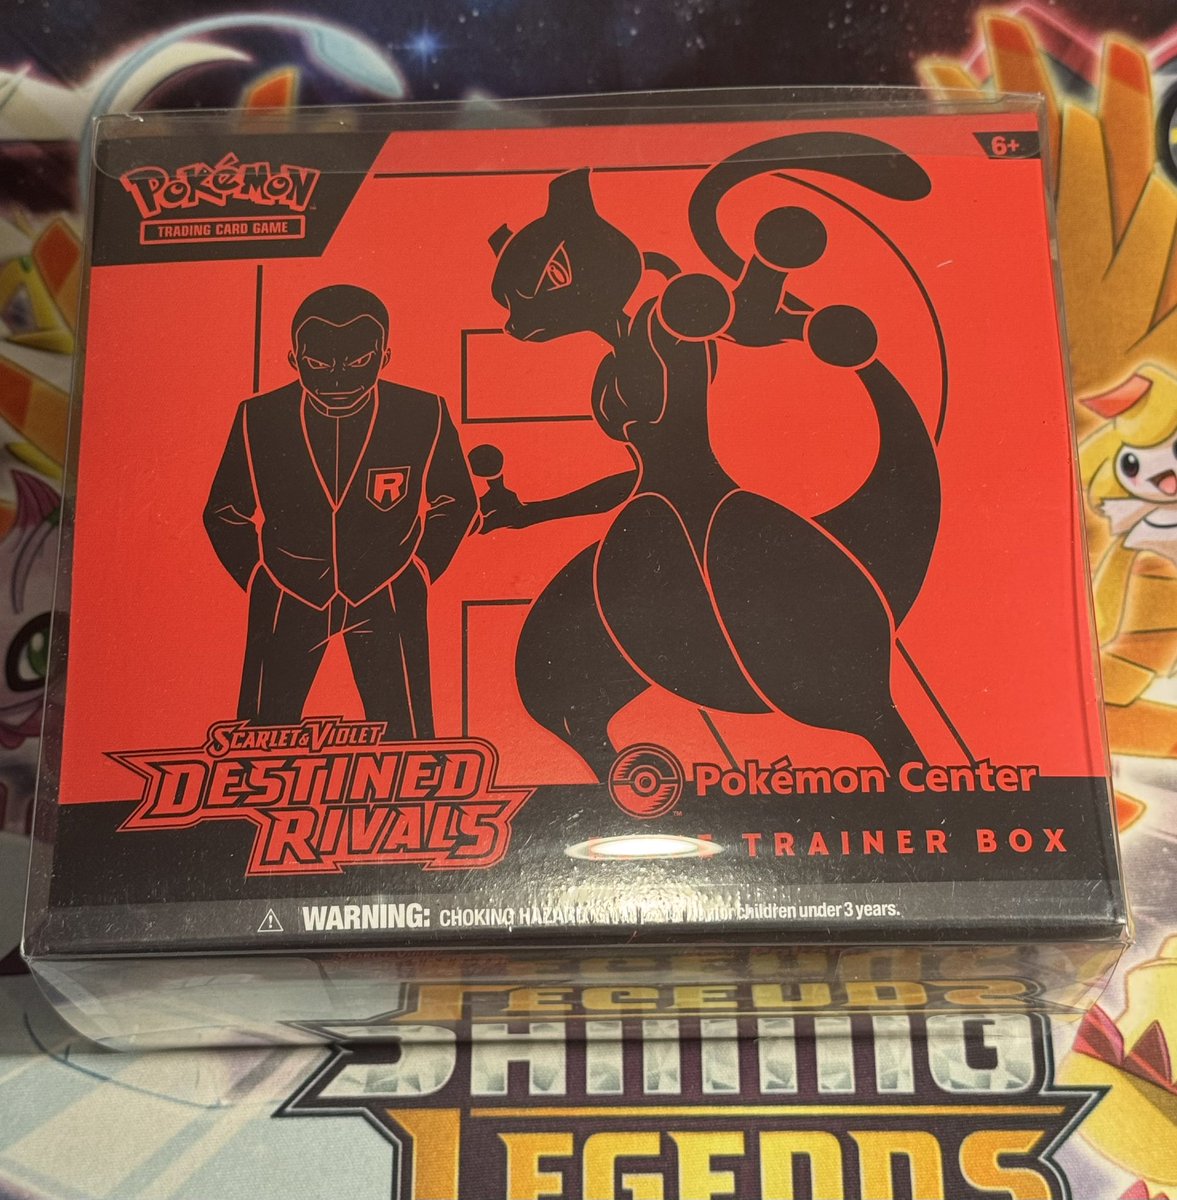 Pokémon
TRADING CARD GAME
6+
R
SCARLET & VIOLET
DESTINED
RIVALS
Pokémon Center
TM
TRAINER BOX
WARNING: CHOKING HAZARD children under 3 years.
SHINING
LEGENDS